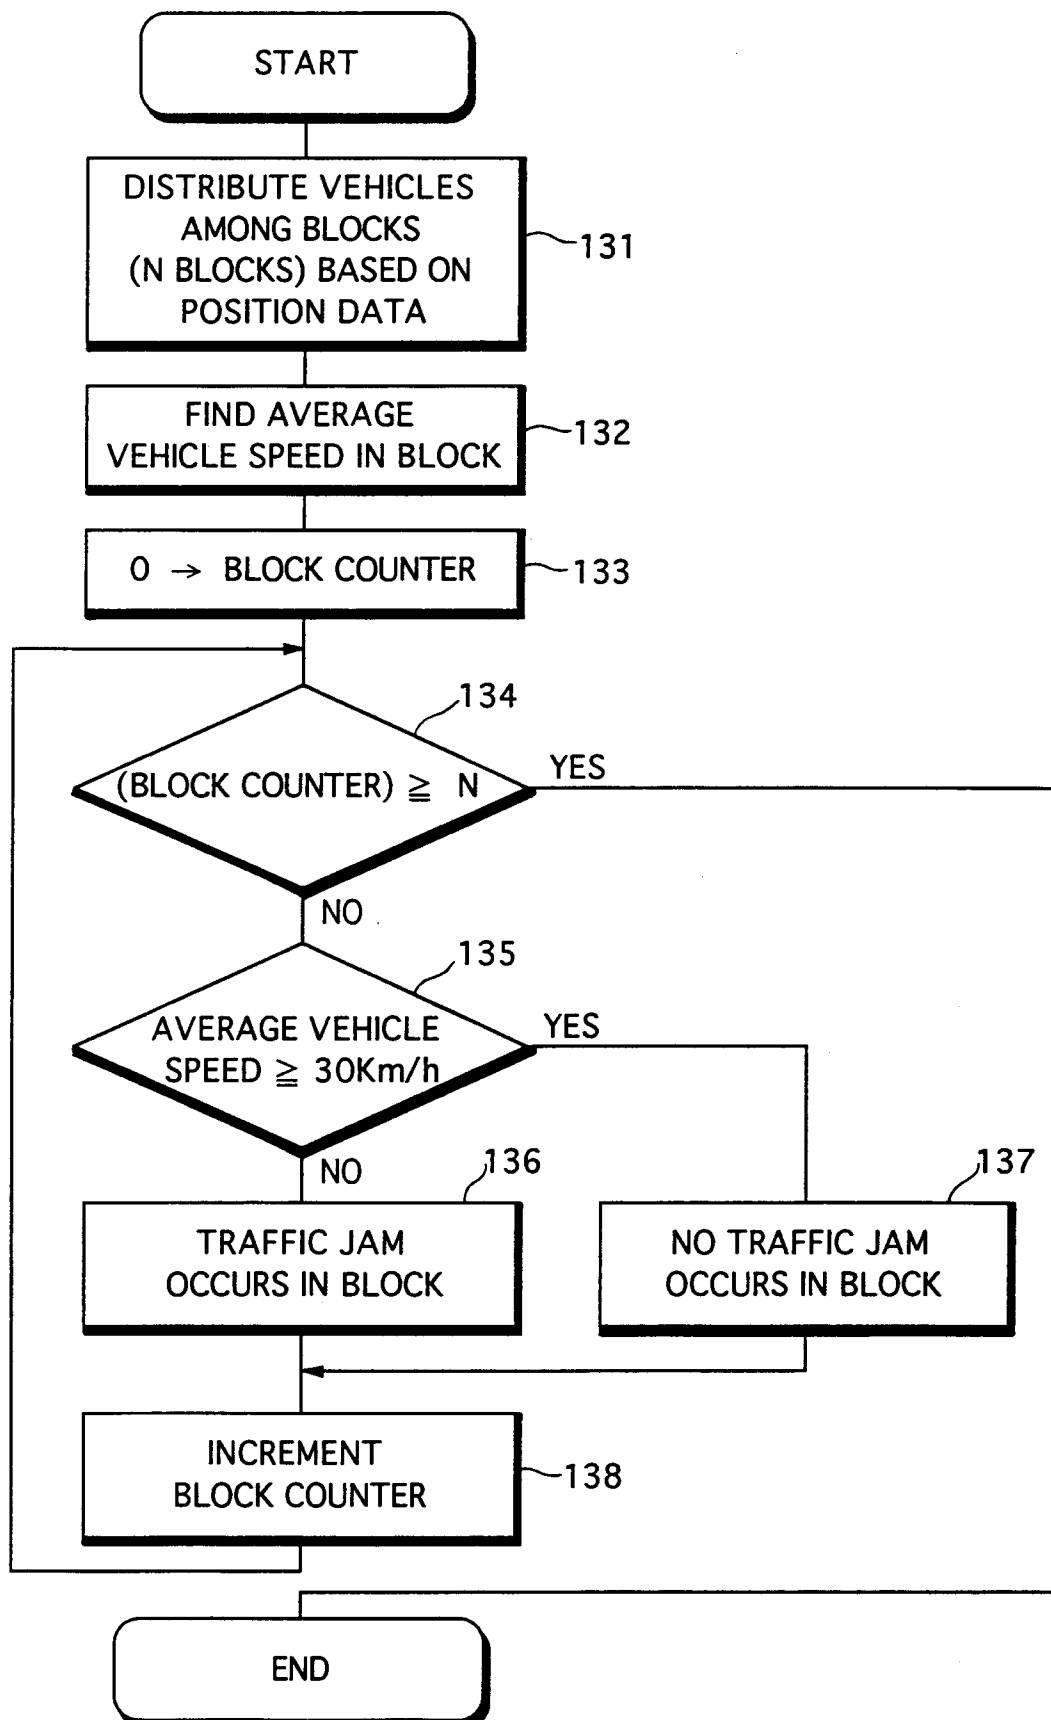 START
DISTRIBUTE VEHICLES
AMONG BLOCKS
(N BLOCKS) BASED ON
POSITION DATA
131
FIND AVERAGE
VEHICLE SPEED IN BLOCK
132
0 → BLOCK COUNTER
133
134
(BLOCK COUNTER) ≧ N
YES
NO
135
AVERAGE VEHICLE
SPEED ≧ 30Km/h
YES
NO
136
TRAFFIC JAM
OCCURS IN BLOCK
137
NO TRAFFIC JAM
OCCURS IN BLOCK
INCREMENT
BLOCK COUNTER
138
END